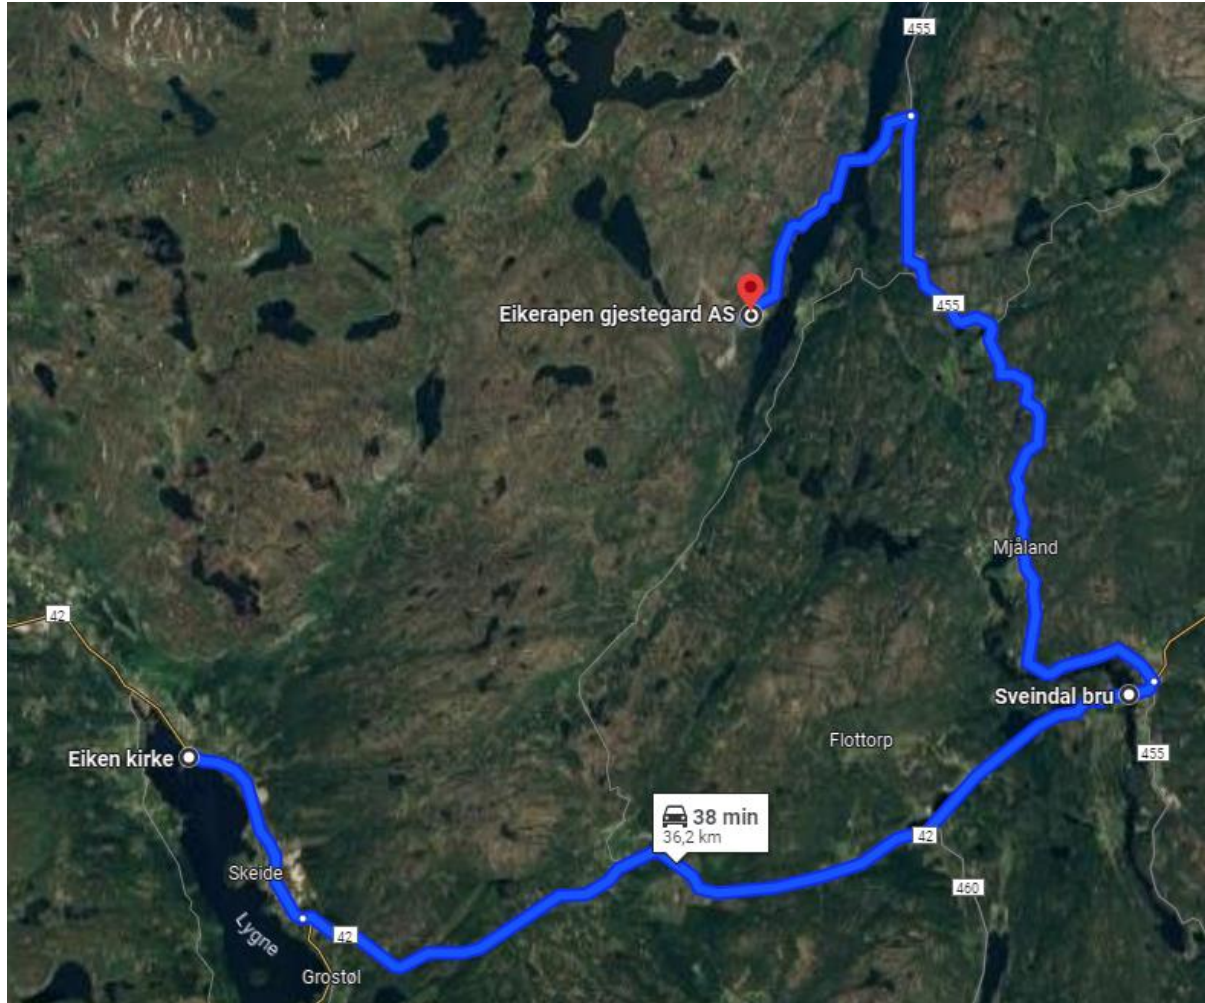 455
Eikerapen gjestegard AS
455
Mjåland
42
Sveindal bru
Flottorp
455
Eiken kirke
38 min
36,2 km
42
460
Skeide
Lygne
42
Grostøl